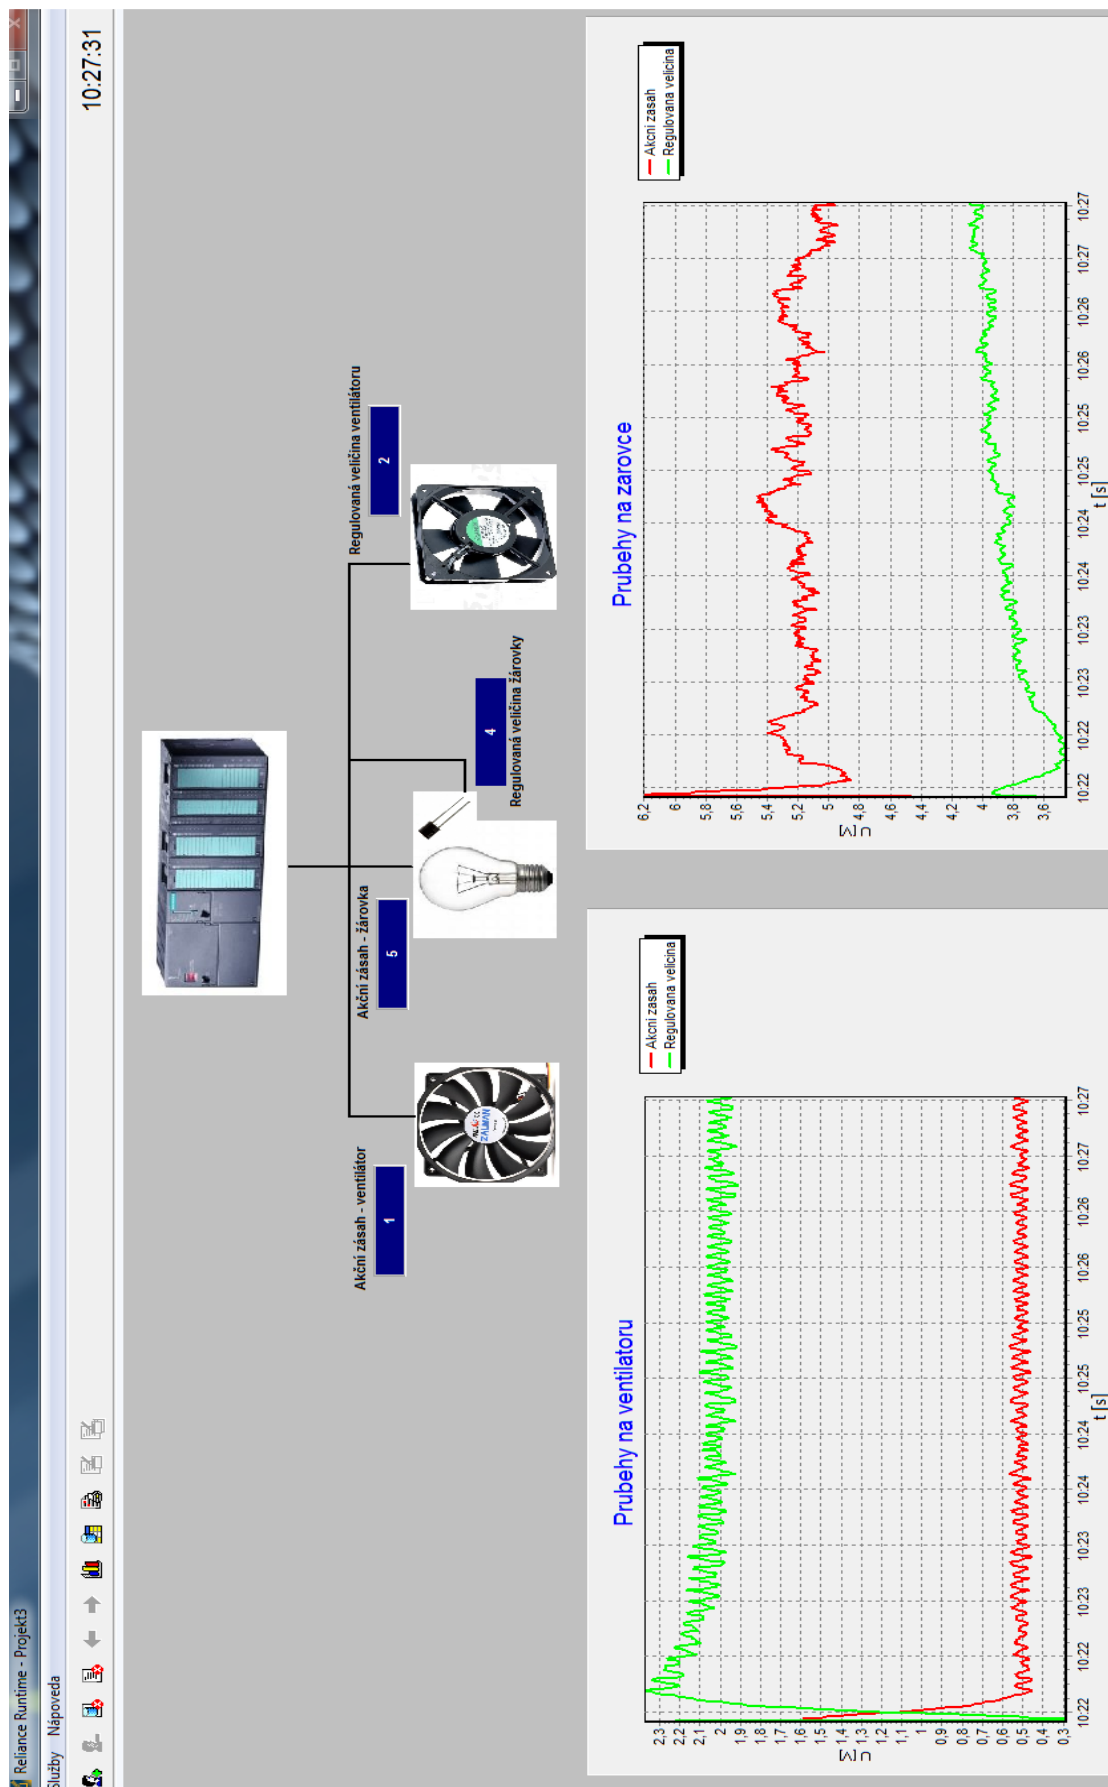 Reliance Runtime - Projekt3
Služby Nápoveda
10:27:31
Akční zásah - ventilátor
1
Akční zásah - žárovka
5
Regulovaná veličina žárovky
4
Regulovaná veličina ventilátoru
2
ZALMAN
Prubehy na ventilatoru
Akcni zasah
Regulovana velicina
U [V]
2,3
2,2
2,1
2
1,9
1,8
1,7
1,6
1,5
1,4
1,3
1,2
1,1
1
0,9
0,8
0,7
0,6
0,5
0,4
0,3
10:22 10:22 10:23 10:23 10:24 10:24 10:25 10:25 10:26 10:26 10:27 10:27
t [s]
Prubehy na zarovce
Akcni zasah
Regulovana velicina
U [V]
6,2
6
5,8
5,6
5,4
5,2
5
4,8
4,6
4,4
4,2
4
3,8
3,6
10:22 10:22 10:23 10:23 10:24 10:24 10:25 10:25 10:26 10:26 10:27 10:27
t [s]